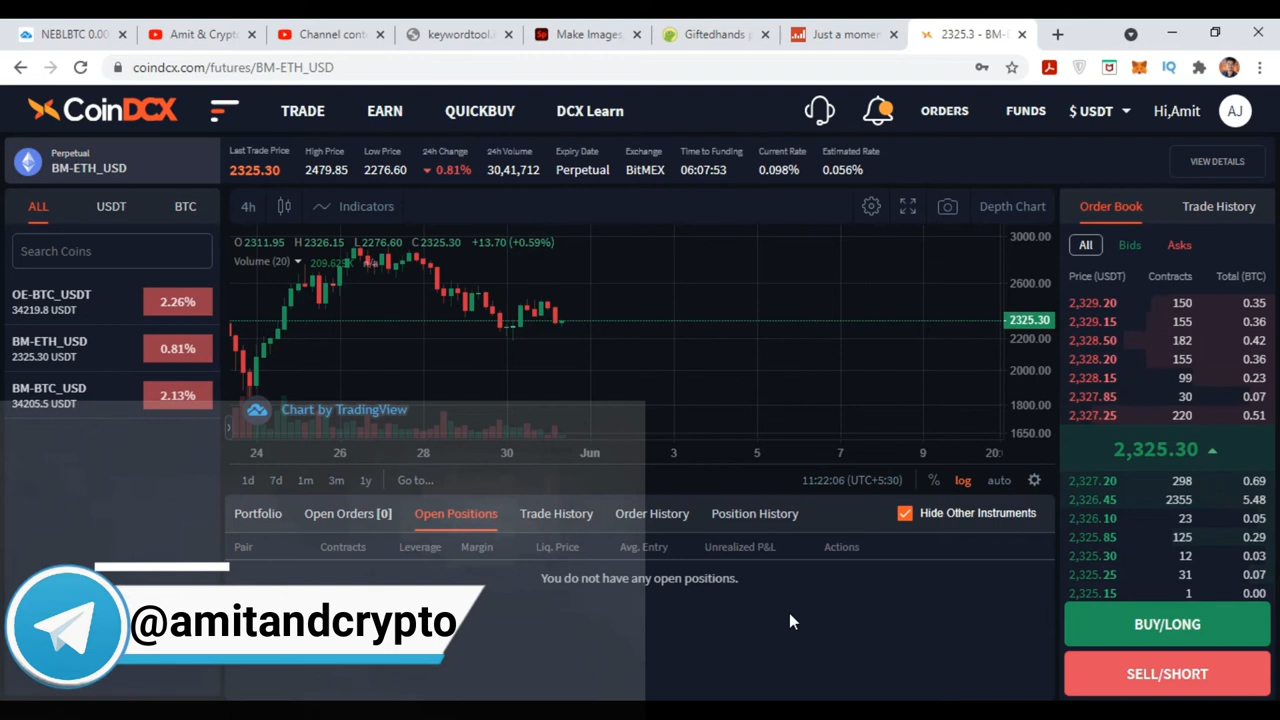 NEBLBTC 0.00
Amit & Crypto
Channel cont
keywordtool.i
Make Images
Giftedhands p
Just a momen
2325.3 - BM-E
coindcx.com/futures/BM-ETH_USD
CoinDCX
TRADE
EARN
QUICKBUY
DCX Learn
ORDERS
FUNDS
$ USDT
Hi,Amit
AJ
Perpetual
BM-ETH_USD
Last Trade Price
2325.30
High Price
2479.85
Low Price
2276.60
24h Change
0.81%
24h Volume
30,41,712
Expiry Date
Perpetual
Exchange
BitMEX
Time to Funding
06:07:53
Current Rate
0.098%
Estimated Rate
0.056%
VIEW DETAILS
ALL USDT BTC
Search Coins
OE-BTC_USDT
34219.8 USDT
2.26%
BM-ETH_USD
2325.30 USDT
0.81%
BM-BTC_USD
34205.5 USDT
2.13%
4h
Indicators
Depth Chart
O2311.95 H2326.15 L2276.60 C2325.30 +13.70 (+0.59%)
Volume (20) 209.629K n/a
3000.00
2600.00
2325.30
2200.00
2000.00
1800.00
1650.00
Chart by TradingView
24 26 28 30 Jun 3 5 7 9 20:
1d 7d 1m 3m 1y Go to...
11:22:06 (UTC+5:30) % log auto
Portfolio
Open Orders [0]
Open Positions
Trade History
Order History
Position History
Hide Other Instruments
Pair Contracts Leverage Margin Liq. Price Avg. Entry Unrealized P&L Actions
You do not have any open positions.
Order Book
Trade History
All Bids Asks
Price (USDT) Contracts Total (BTC)
2,329.20 150 0.35
2,329.15 155 0.36
2,328.50 182 0.42
2,328.20 155 0.36
2,328.15 99 0.23
2,327.85 30 0.07
2,327.25 220 0.51
2,325.30
2,327.20 298 0.69
2,326.45 2355 5.48
2,326.10 23 0.05
2,325.85 125 0.29
2,325.30 12 0.03
2,325.25 31 0.07
2,325.15 1 0.00
BUY/LONG
SELL/SHORT
@amitandcrypto